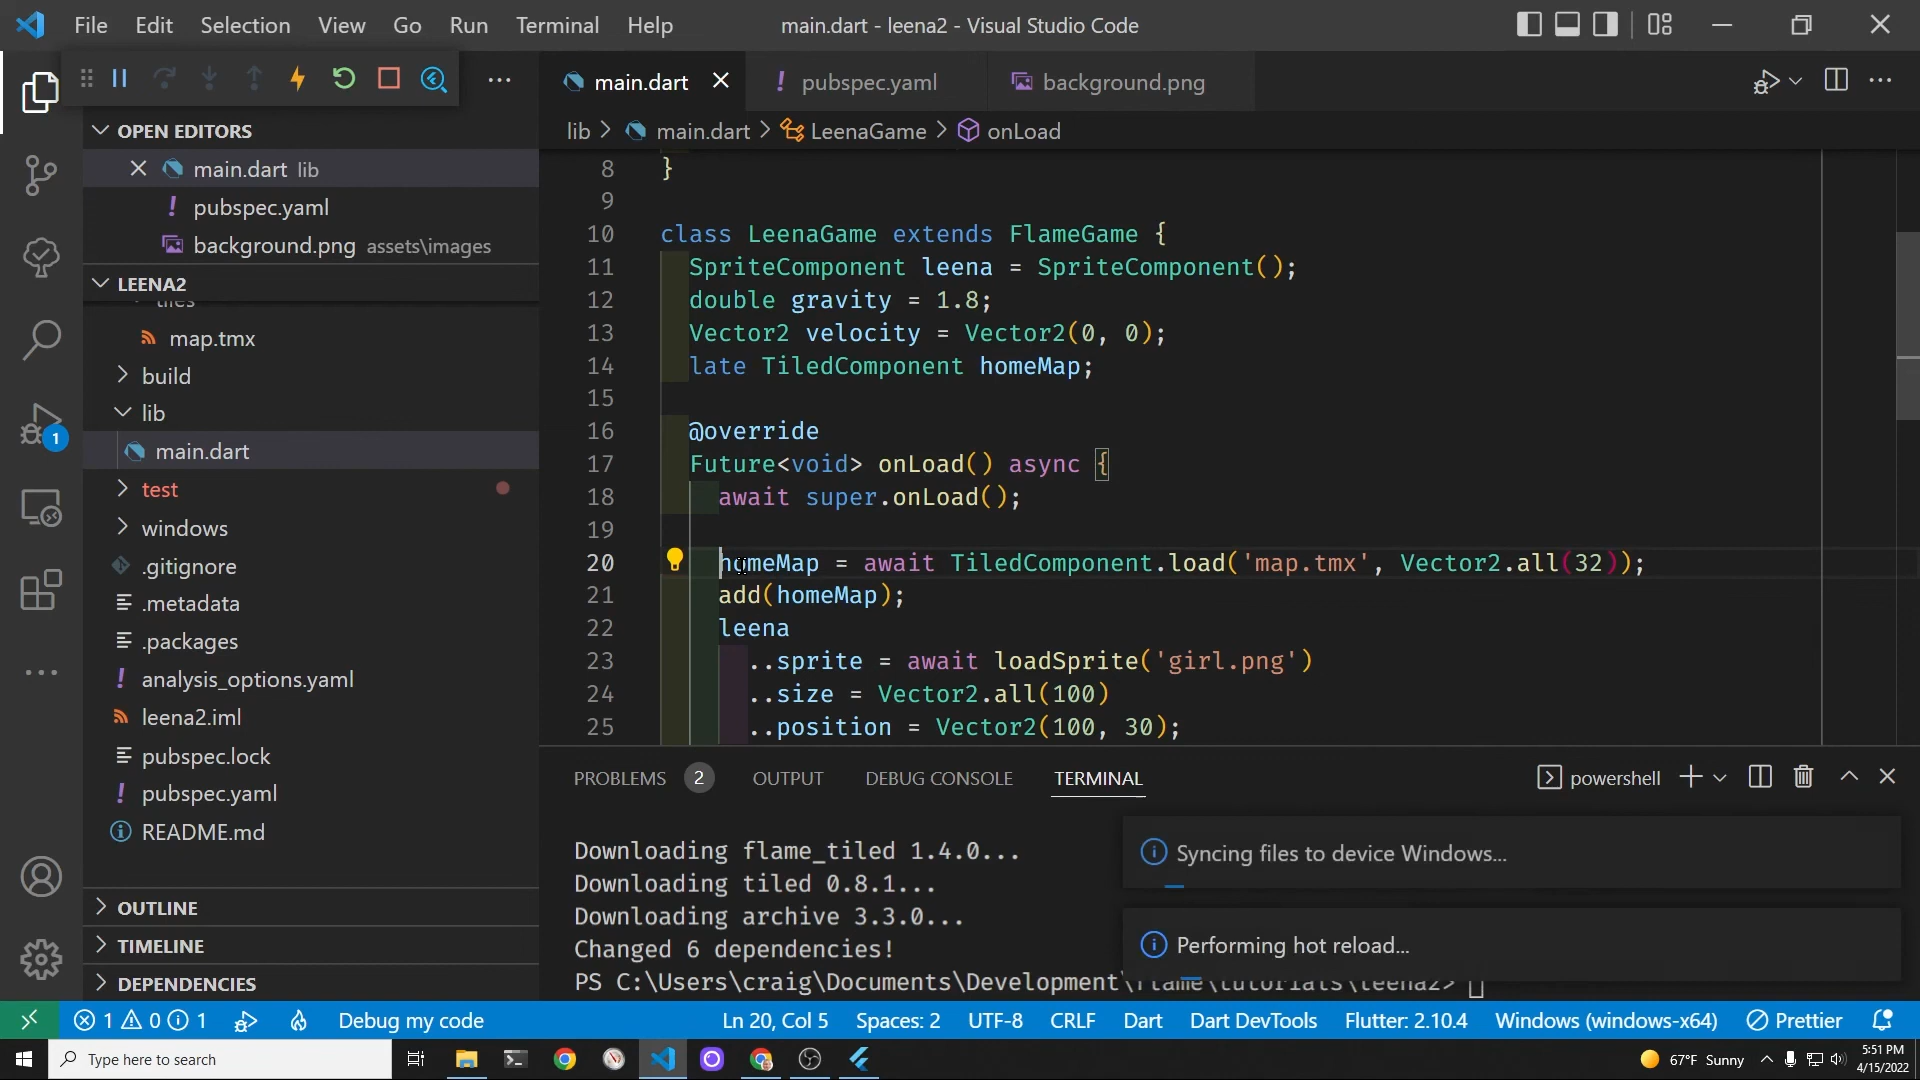 File Edit Selection View Go Run Terminal Help
main.dart - leena2 - Visual Studio Code
main.dart
pubspec.yaml
background.png
lib > main.dart > LeenaGame > onLoad
OPEN EDITORS
main.dart lib
pubspec.yaml
background.png assets\images
LEENA2
tiles
map.tmx
build
lib
main.dart
test
windows
.gitignore
.metadata
.packages
analysis_options.yaml
leena2.iml
pubspec.lock
pubspec.yaml
README.md
OUTLINE
TIMELINE
DEPENDENCIES
1
8 }
9
10 class LeenaGame extends FlameGame {
11 SpriteComponent leena = SpriteComponent();
12 double gravity = 1.8;
13 Vector2 velocity = Vector2(0, 0);
14 late TiledComponent homeMap;
15
16 @override
17 Future<void> onLoad() async {
18 await super.onLoad();
19
20 homeMap = await TiledComponent.load('map.tmx', Vector2.all(32));
21 add(homeMap);
22 leena
23 ..sprite = await loadSprite('girl.png')
24 ..size = Vector2.all(100)
25 ..position = Vector2(100, 30);
PROBLEMS 2 OUTPUT DEBUG CONSOLE TERMINAL
powershell
Downloading flame_tiled 1.4.0...
Downloading tiled 0.8.1...
Downloading archive 3.3.0...
Changed 6 dependencies!
PS C:\Users\craig\Documents\Development\flame\tutorials\leena2>
Syncing files to device Windows...
Performing hot reload...
1 0 1 Debug my code Ln 20, Col 5 Spaces: 2 UTF-8 CRLF Dart Dart DevTools Flutter: 2.10.4 Windows (windows-x64) Prettier
Type here to search
67°F Sunny
5:51 PM
4/15/2022